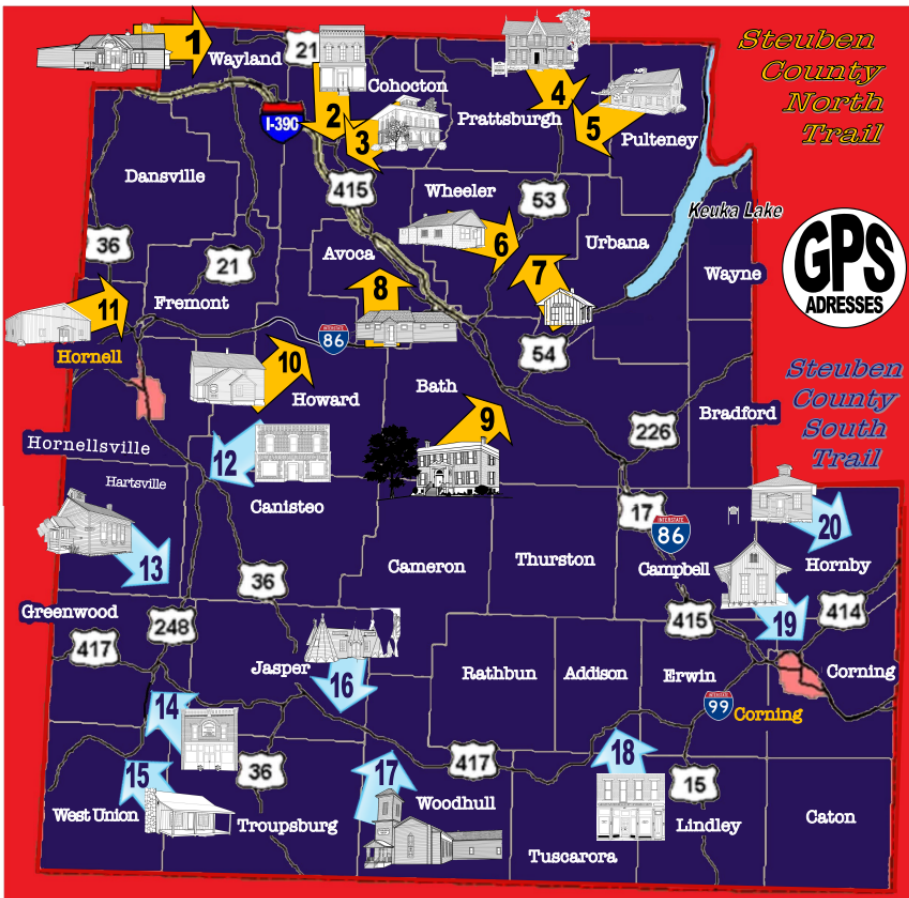 1
Wayland
21
Cohocton
Steuben
County
North
Trail
I-390
2
3
4
Prattsburgh
5
Pulteney
Dansville
415
Wheeler
53
Keuka Lake
36
21
Avoca
6
Urbana
7
Wayne
GPS
ADRESSES
11
Fremont
8
Hornell
INTERSTATE
86
54
10
Howard
Bath
Steuben
County
South
Trail
9
Bradford
226
Hornellsville
12
Hartsville
Canisteo
17
INTERSTATE
86
20
13
Cameron
Thurston
Campbell
Hornby
36
Greenwood
248
417
415
19
414
Jasper
16
Rathbun
Addison
Erwin
Corning
14
INTERSTATE
99
Corning
15
36
17
417
18
15
West Union
Troupsburg
Woodhull
Lindley
Caton
Tuscarora